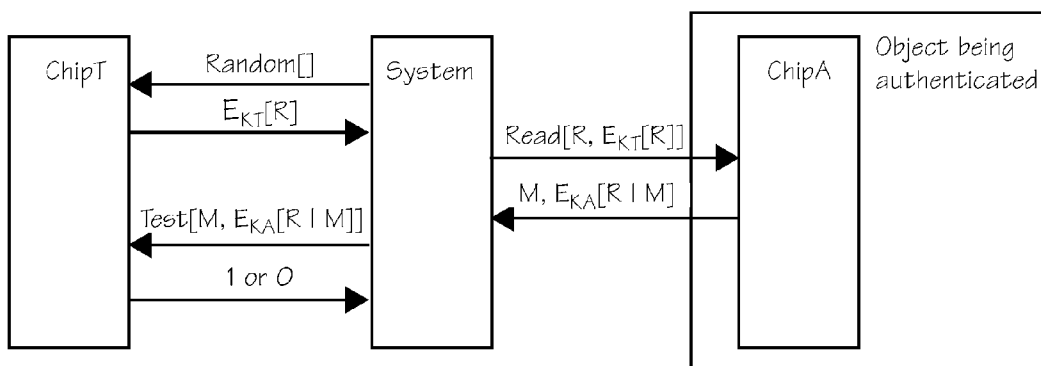 ChipT
Random[]
E_KT[R]
Test[M, E_KA[R | M]]
1 or 0
System
Read[R, E_KT[R]]
M, E_KA[R | M]
ChipA
Object being
authenticated